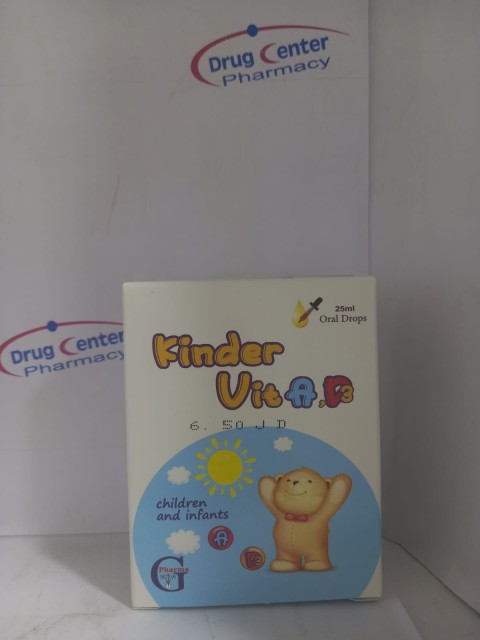 Drug Center
Pharmacy
Drug Center
Pharmacy
25ml
Oral Drops
Kinder
Vit A, D3
6. 50 J D
children
and infants
A
D3
G Pharma